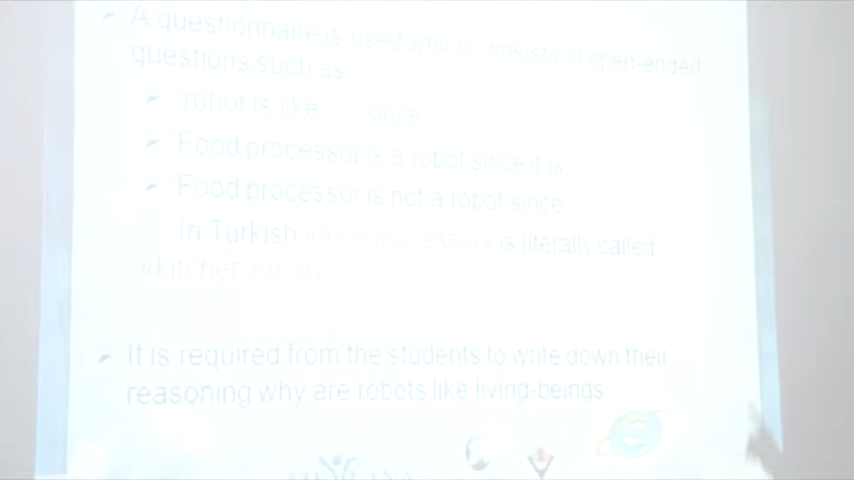 A questionnaire is used which consists of open-ended
questions such as
robot is like since
Food processor is a robot since it is
Food processor is not a robot since
In Turkish «food processor» is literally called
«kitchen robot»
It is required from the students to write down their
reasoning why are robots like living-beings